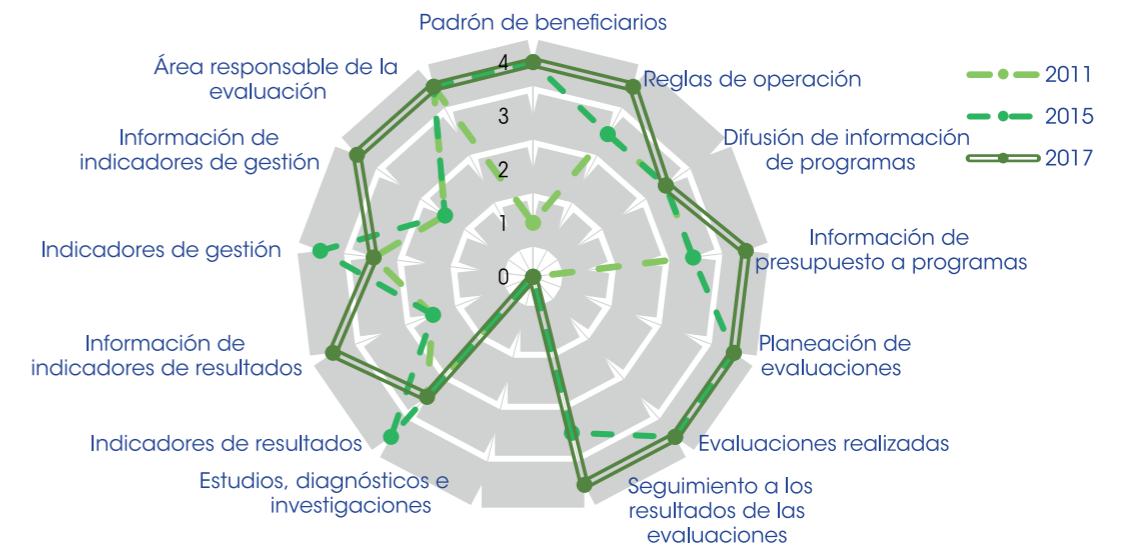 Padrón de beneficiarios
Reglas de operación
Difusión de información
de programas
Información de
presupuesto a programas
Planeación de
evaluaciones
Evaluaciones realizadas
Seguimiento a los
resultados de las
evaluaciones
Estudios, diagnósticos e
investigaciones
Indicadores de resultados
Información de
indicadores de resultados
Indicadores de gestión
Información de
indicadores de gestión
Área responsable de la
evaluación
4
3
2
1
0
2011
2015
2017